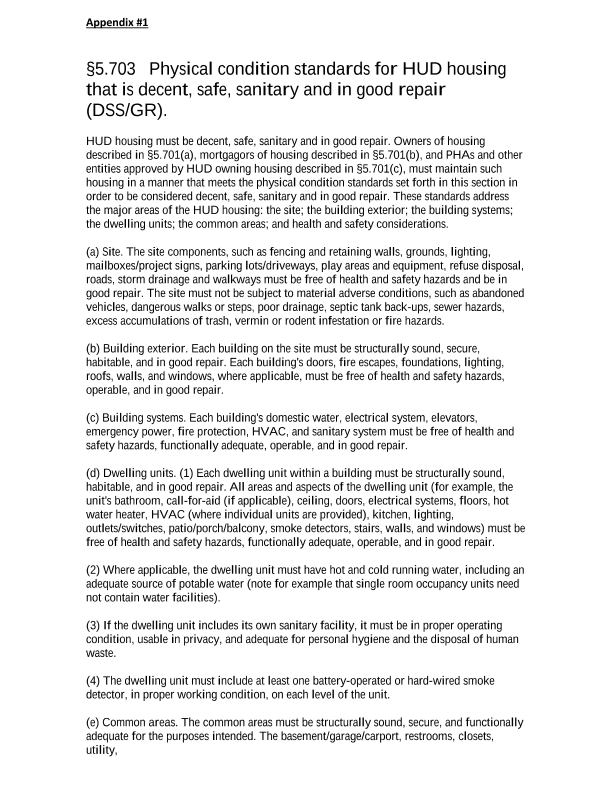 Appendix #1
§5.703   Physical condition standards for HUD housing
that is decent, safe, sanitary and in good repair
(DSS/GR).
HUD housing must be decent, safe, sanitary and in good repair. Owners of housing
described in §5.701(a), mortgagors of housing described in §5.701(b), and PHAs and other
entities approved by HUD owning housing described in §5.701(c), must maintain such
housing in a manner that meets the physical condition standards set forth in this section in
order to be considered decent, safe, sanitary and in good repair. These standards address
the major areas of the HUD housing: the site; the building exterior; the building systems;
the dwelling units; the common areas; and health and safety considerations.
(a) Site. The site components, such as fencing and retaining walls, grounds, lighting,
mailboxes/project signs, parking lots/driveways, play areas and equipment, refuse disposal,
roads, storm drainage and walkways must be free of health and safety hazards and be in
good repair. The site must not be subject to material adverse conditions, such as abandoned
vehicles, dangerous walks or steps, poor drainage, septic tank back-ups, sewer hazards,
excess accumulations of trash, vermin or rodent infestation or fire hazards.
(b) Building exterior. Each building on the site must be structurally sound, secure,
habitable, and in good repair. Each building's doors, fire escapes, foundations, lighting,
roofs, walls, and windows, where applicable, must be free of health and safety hazards,
operable, and in good repair.
(c) Building systems. Each building's domestic water, electrical system, elevators,
emergency power, fire protection, HVAC, and sanitary system must be free of health and
safety hazards, functionally adequate, operable, and in good repair.
(d) Dwelling units. (1) Each dwelling unit within a building must be structurally sound,
habitable, and in good repair. All areas and aspects of the dwelling unit (for example, the
unit's bathroom, call-for-aid (if applicable), ceiling, doors, electrical systems, floors, hot
water heater, HVAC (where individual units are provided), kitchen, lighting,
outlets/switches, patio/porch/balcony, smoke detectors, stairs, walls, and windows) must be
free of health and safety hazards, functionally adequate, operable, and in good repair.
(2) Where applicable, the dwelling unit must have hot and cold running water, including an
adequate source of potable water (note for example that single room occupancy units need
not contain water facilities).
(3) If the dwelling unit includes its own sanitary facility, it must be in proper operating
condition, usable in privacy, and adequate for personal hygiene and the disposal of human
waste.
(4) The dwelling unit must include at least one battery-operated or hard-wired smoke
detector, in proper working condition, on each level of the unit.
(e) Common areas. The common areas must be structurally sound, secure, and functionally
adequate for the purposes intended. The basement/garage/carport, restrooms, closets,
utility,